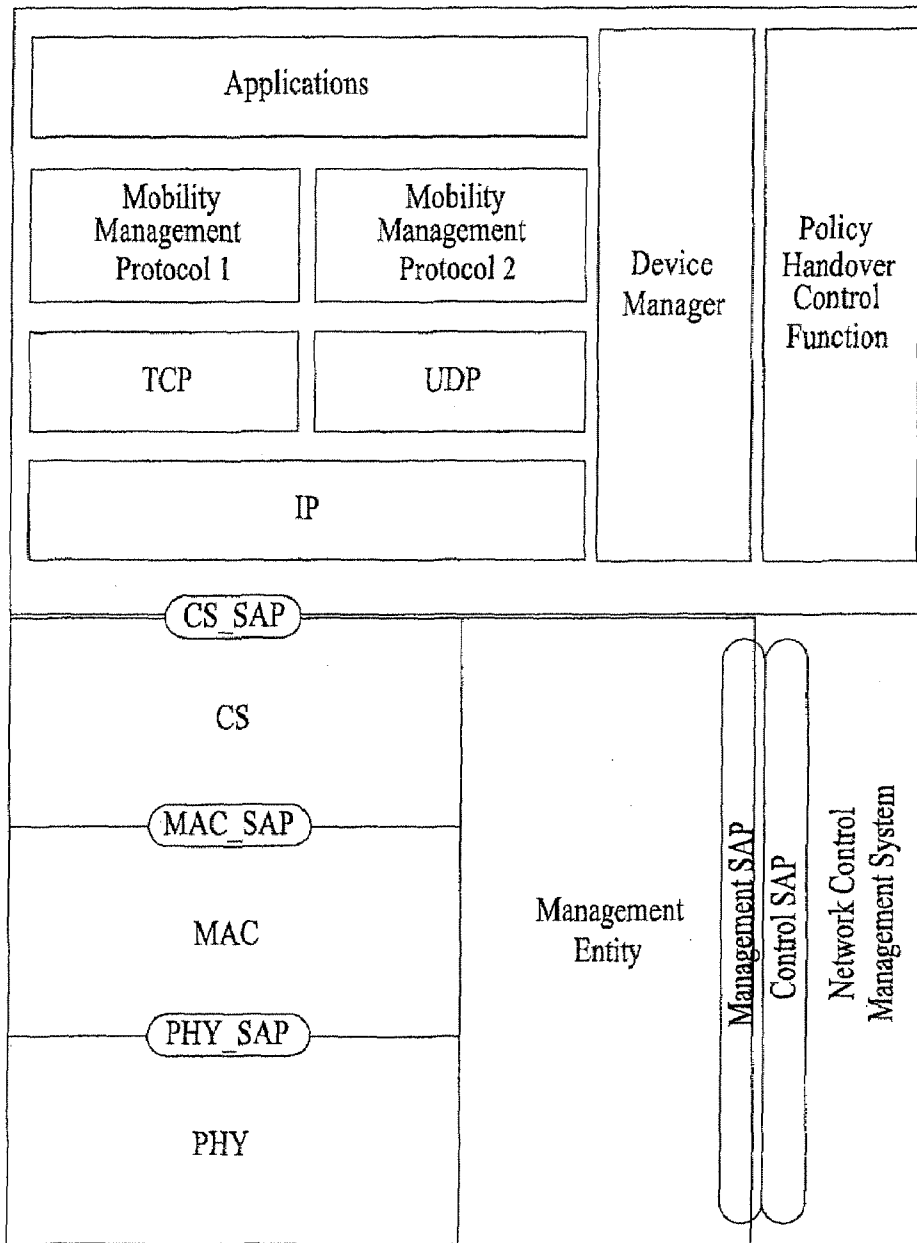 Applications
Mobility
Management
Protocol 1
Mobility
Management
Protocol 2
Device
Manager
Policy
Handover
Control
Function
TCP
UDP
IP
CS_SAP
CS
MAC_SAP
MAC
PHY_SAP
PHY
Management
Entity
Management SAP
Control SAP
Network Control
Management System